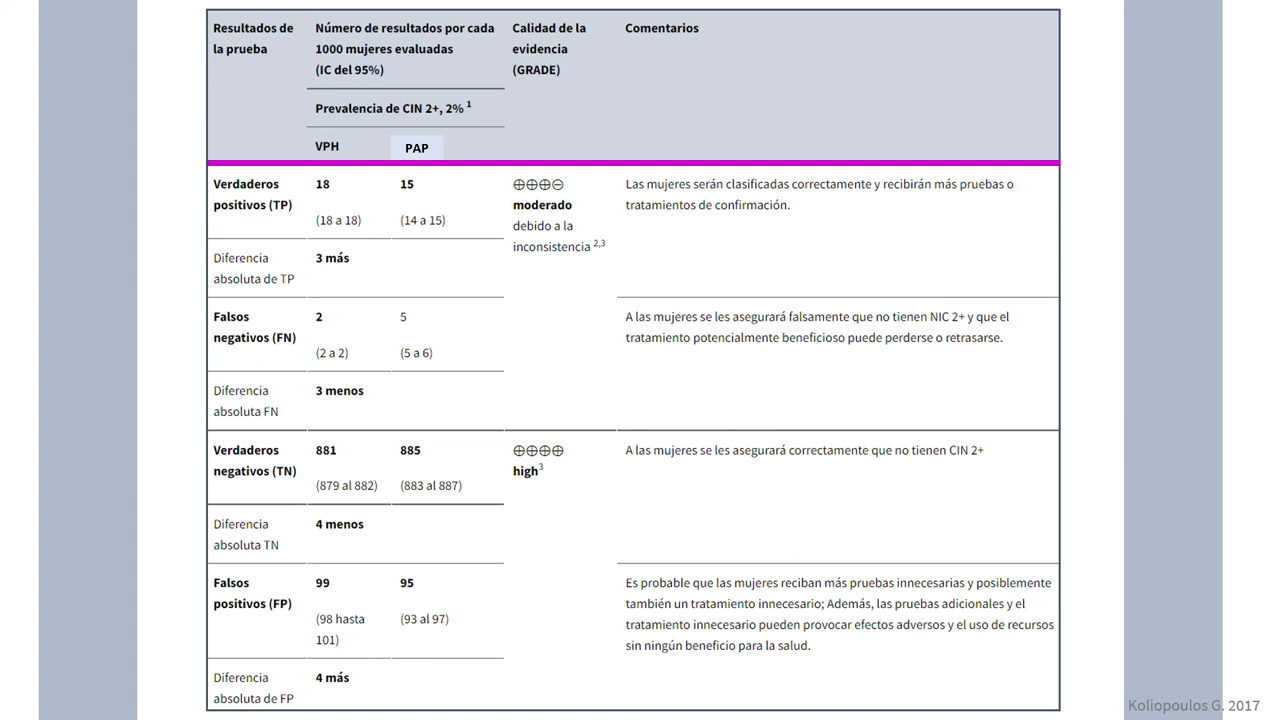 Resultados de la prueba
Número de resultados por cada 1000 mujeres evaluadas (IC del 95%)
Calidad de la evidencia (GRADE)
Comentarios
Prevalencia de CIN 2+, 2% 1
VPH
PAP
Verdaderos positivos (TP)
18
(18 a 18)
15
(14 a 15)
⊕⊕⊕⊖
moderado
debido a la
inconsistencia 2,3
Las mujeres serán clasificadas correctamente y recibirán más pruebas o
tratamientos de confirmación.
Diferencia
absoluta de TP
3 más
Falsos
negativos (FN)
2
(2 a 2)
5
(5 a 6)
A las mujeres se les asegurará falsamente que no tienen NIC 2+ y que el
tratamiento potencialmente beneficioso puede perderse o retrasarse.
Diferencia
absoluta FN
3 menos
Verdaderos
negativos (TN)
881
(879 al 882)
885
(883 al 887)
⊕⊕⊕⊕
high3
A las mujeres se les asegurará correctamente que no tienen CIN 2+
Diferencia
absoluta TN
4 menos
Falsos
positivos (FP)
99
(98 hasta
101)
95
(93 al 97)
Es probable que las mujeres reciban más pruebas innecesarias y posiblemente
también un tratamiento innecesario; Además, las pruebas adicionales y el
tratamiento innecesario pueden provocar efectos adversos y el uso de recursos
sin ningún beneficio para la salud.
Diferencia
absoluta de FP
4 más
Koliopoulos G. 2017